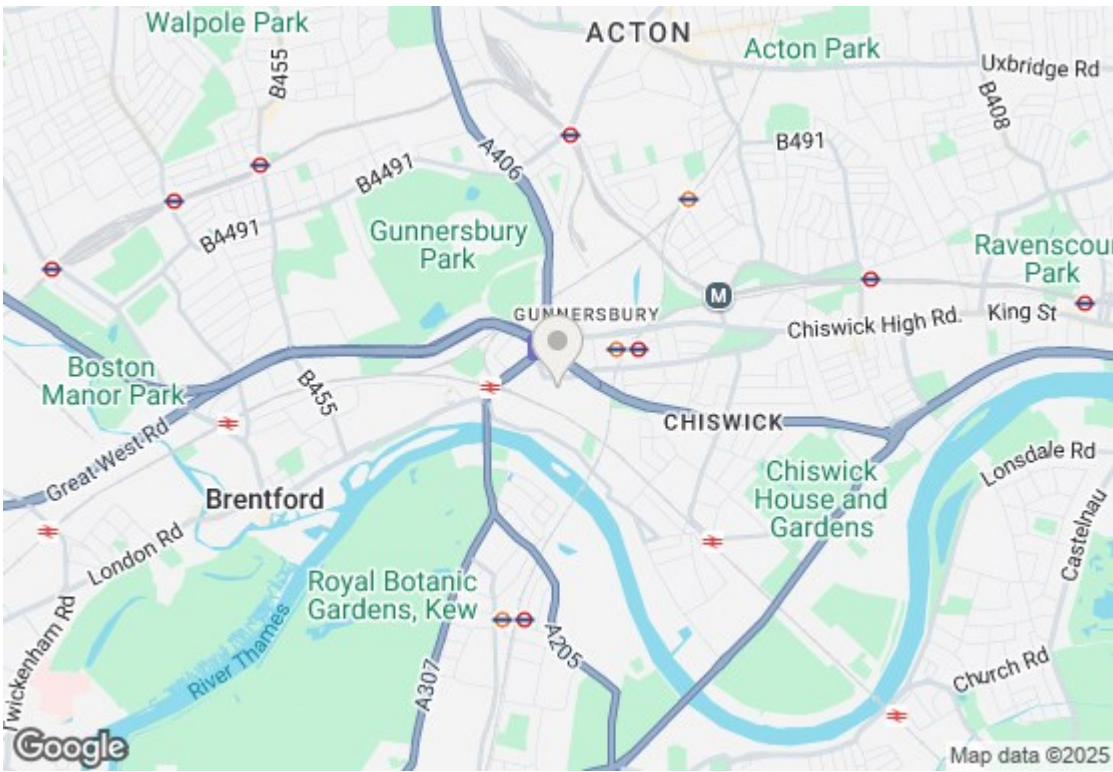 Walpole Park
ACTON
Acton Park
Uxbridge Rd
B455
B408
A406
B491
B4491
B4491
Gunnersbury
Park
Ravenscour
Park
M
GUNNERSBURY
King St
Chiswick High Rd.
Boston
Manor Park
B455
CHISWICK
Great West Rd
Lonsdale Rd
Chiswick
House and
Gardens
Brentford
Castelnau
London Rd
Royal Botanic
Gardens, Kew
Twickenham Rd
River Thames
A307
A205
Church Rd
Google
Map data ©2025